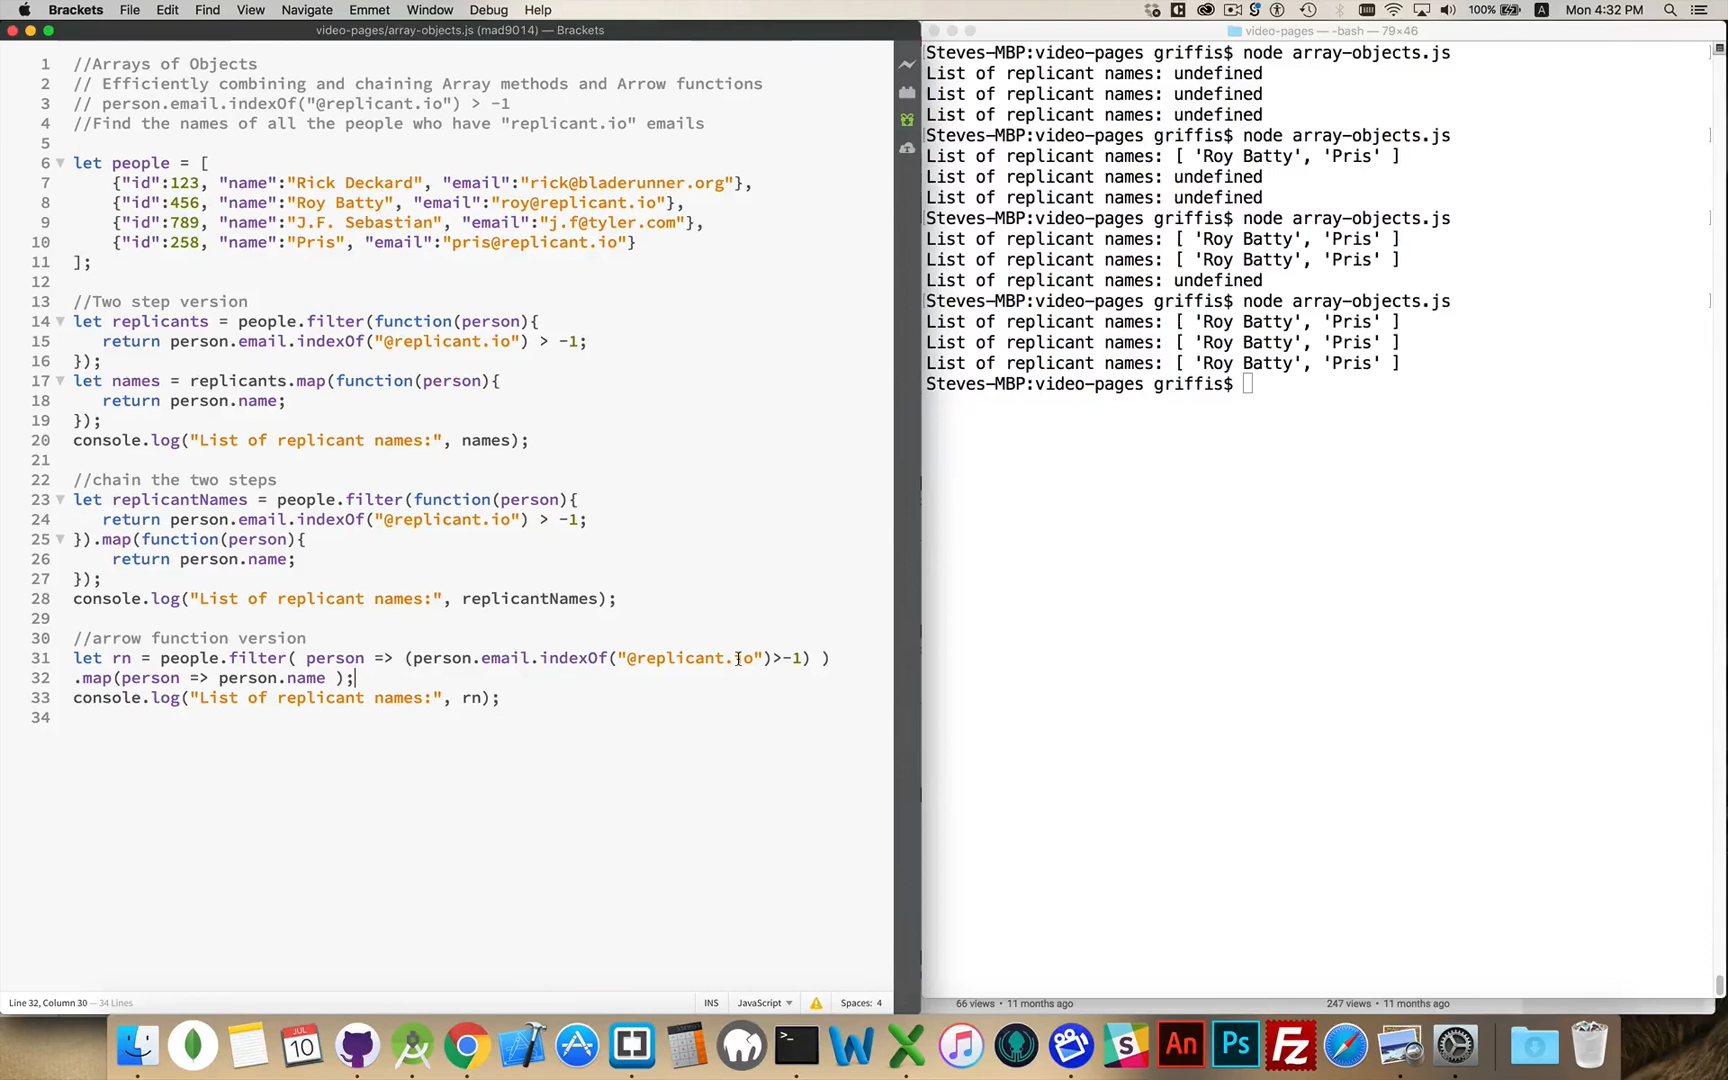 Brackets File Edit Find View Navigate Emmet Window Debug Help 100% A Mon 4:32 PM
video-pages/array-objects.js (mad9014) — Brackets
1 //Arrays of Objects
2 // Efficiently combining and chaining Array methods and Arrow functions
3 // person.email.indexOf("@replicant.io") > -1
4 //Find the names of all the people who have "replicant.io" emails
5
6 let people = [
7 {"id":123, "name":"Rick Deckard", "email":"rick@bladerunner.org"},
8 {"id":456, "name":"Roy Batty", "email":"roy@replicant.io"},
9 {"id":789, "name":"J.F. Sebastian", "email":"j.f@tyler.com"},
10 {"id":258, "name":"Pris", "email":"pris@replicant.io"}
11 ];
12
13 //Two step version
14 let replicants = people.filter(function(person){
15 return person.email.indexOf("@replicant.io") > -1;
16 });
17 let names = replicants.map(function(person){
18 return person.name;
19 });
20 console.log("List of replicant names:", names);
21
22 //chain the two steps
23 let replicantNames = people.filter(function(person){
24 return person.email.indexOf("@replicant.io") > -1;
25 }).map(function(person){
26 return person.name;
27 });
28 console.log("List of replicant names:", replicantNames);
29
30 //arrow function version
31 let rn = people.filter( person => (person.email.indexOf("@replicant.io")>-1) )
32 .map(person => person.name );
33 console.log("List of replicant names:", rn);
34
Line 32, Column 30 — 34 Lines
INS JavaScript Spaces: 4
video-pages — -bash — 79×46
Steves-MBP:video-pages griffis$ node array-objects.js
List of replicant names: undefined
List of replicant names: undefined
List of replicant names: undefined
Steves-MBP:video-pages griffis$ node array-objects.js
List of replicant names: [ 'Roy Batty', 'Pris' ]
List of replicant names: undefined
List of replicant names: undefined
Steves-MBP:video-pages griffis$ node array-objects.js
List of replicant names: [ 'Roy Batty', 'Pris' ]
List of replicant names: [ 'Roy Batty', 'Pris' ]
List of replicant names: undefined
Steves-MBP:video-pages griffis$ node array-objects.js
List of replicant names: [ 'Roy Batty', 'Pris' ]
List of replicant names: [ 'Roy Batty', 'Pris' ]
List of replicant names: [ 'Roy Batty', 'Pris' ]
Steves-MBP:video-pages griffis$
66 views • 11 months ago 247 views • 11 months ago
JUL
10
An Ps Fz